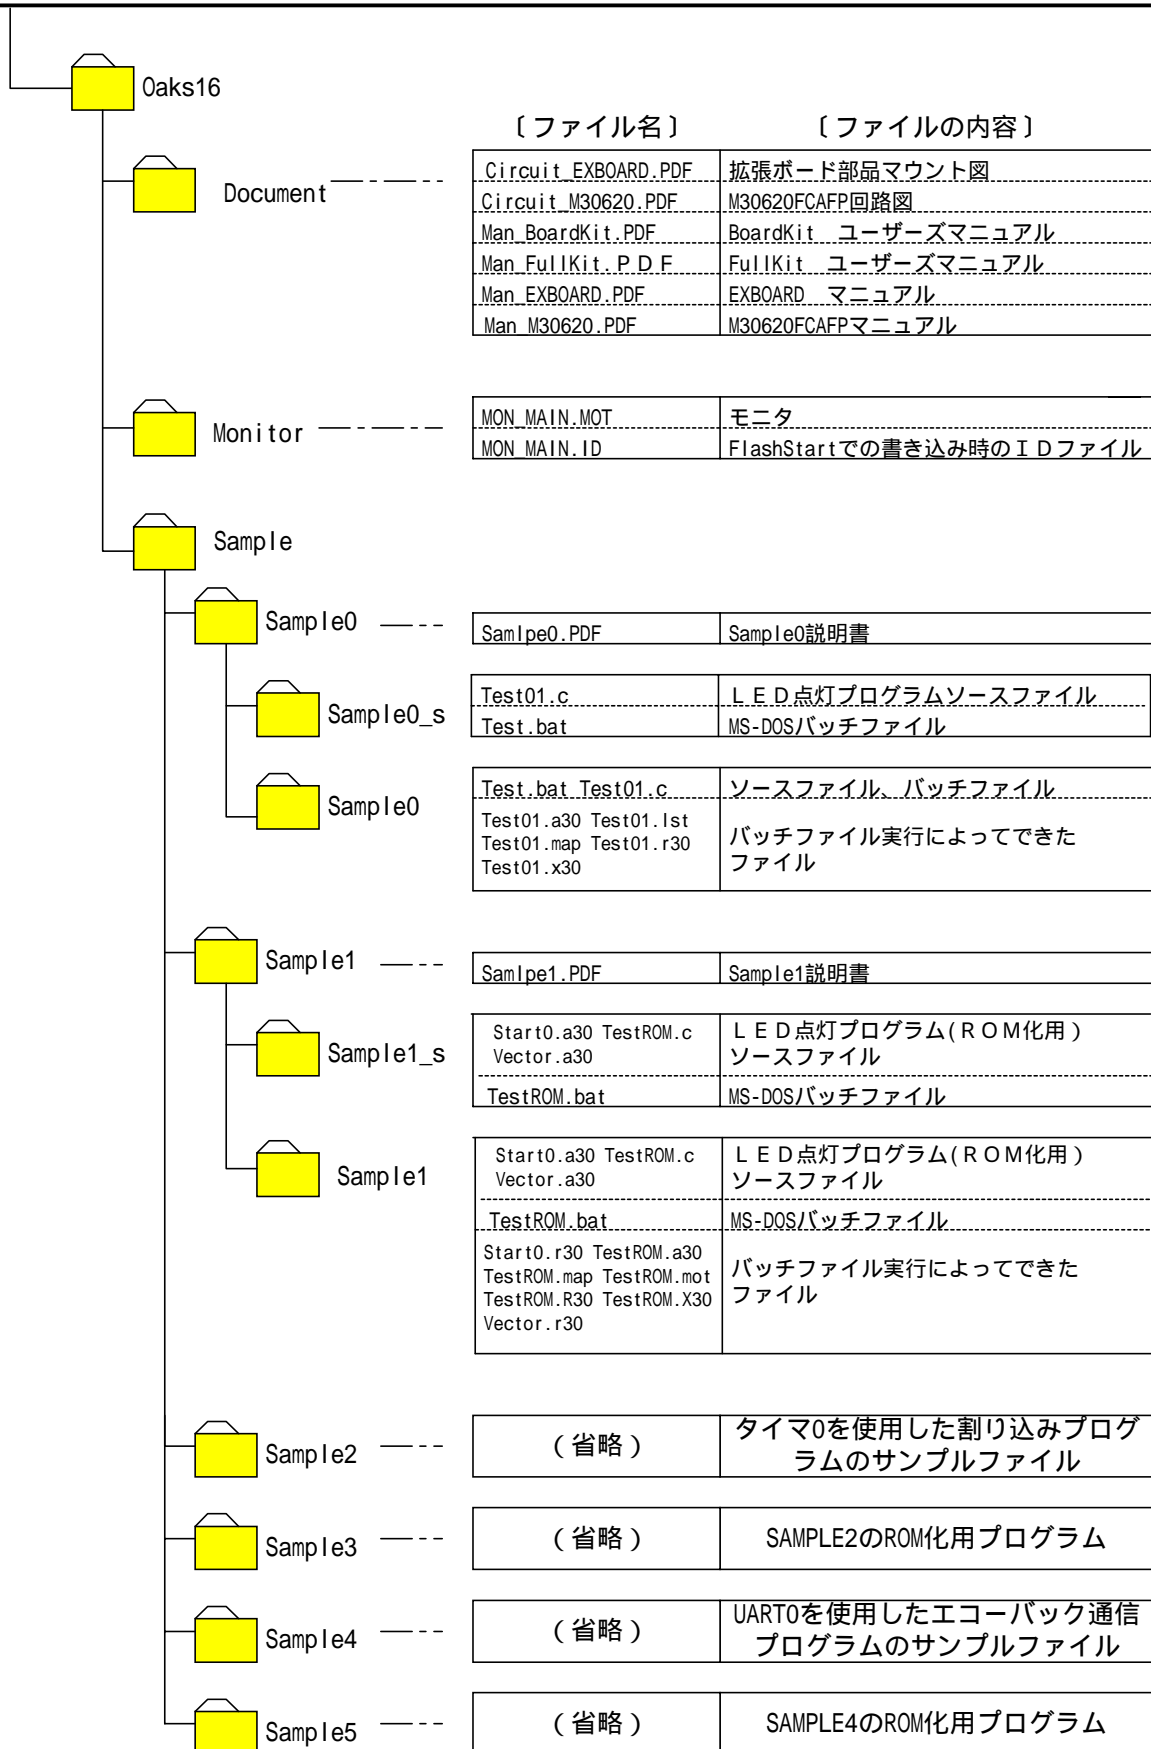 Oaks16
〔ファイル名〕 〔ファイルの内容〕
Document
Circuit_EXBOARD.PDF 拡張ボード部品マウント図
Circuit_M30620.PDF M30620FCAFP回路図
Man_BoardKit.PDF BoardKit　ユーザーズマニュアル
Man_FullKit.ＰＤＦ FullKit　ユーザーズマニュアル
Man_EXBOARD.PDF EXBOARD　マニュアル
Man_M30620.PDF M30620FCAFPマニュアル
Monitor
MON_MAIN.MOT モニタ
MON_MAIN.ID FlashStartでの書き込み時のＩＤファイル
Sample
Sample0
Samlpe0.PDF Sample0説明書
Sample0_s
Test01.c ＬＥＤ点灯プログラムソースファイル
Test.bat MS-DOSバッチファイル
Sample0
Test.bat Test01.c ソースファイル、バッチファイル
Test01.a30 Test01.lst
Test01.map Test01.r30
Test01.x30
バッチファイル実行によってできた
ファイル
Sample1
Samlpe1.PDF Sample1説明書
Sample1_s
Start0.a30 TestROM.c
Vector.a30
ＬＥＤ点灯プログラム(ＲＯＭ化用）
ソースファイル
TestROM.bat MS-DOSバッチファイル
Sample1
Start0.a30 TestROM.c
Vector.a30
ＬＥＤ点灯プログラム(ＲＯＭ化用）
ソースファイル
TestROM.bat MS-DOSバッチファイル
Start0.r30 TestROM.a30
TestROM.map TestROM.mot
TestROM.R30 TestROM.X30
Vector.r30
バッチファイル実行によってできた
ファイル
Sample2
（省略）
タイマ0を使用した割り込みプログ
ラムのサンプルファイル
Sample3
（省略） SAMPLE2のROM化用プログラム
Sample4
（省略）
UART0を使用したエコーバック通信
プログラムのサンプルファイル
Sample5
（省略） SAMPLE4のROM化用プログラム